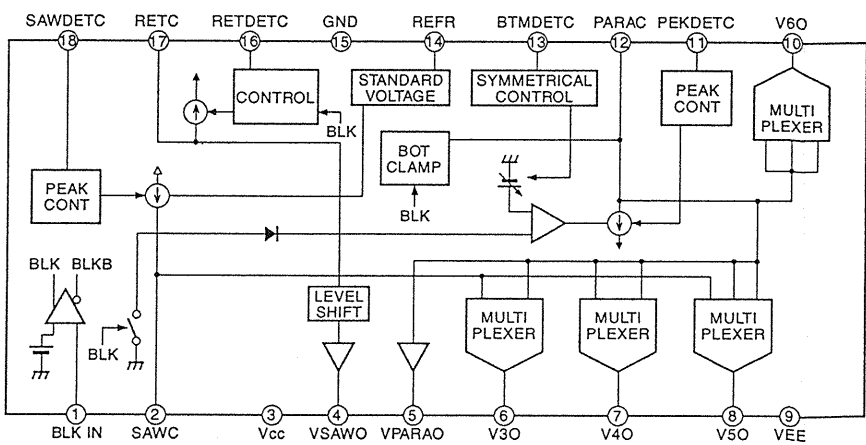 SAWDETC RETC RETDETC GND REFR BTMDETC PARAC PEKDETC V6O
18 17 16 15 14 13 12 11 10
CONTROL
STANDARD
VOLTAGE
SYMMETRICAL
CONTROL
PEAK
CONT
MULTI
PLEXER
BLK
BOT
CLAMP
BLK
PEAK
CONT
BLK BLKB
LEVEL
SHIFT
MULTI
PLEXER
MULTI
PLEXER
MULTI
PLEXER
BLK
1 2 3 4 5 6 7 8 9
BLK IN SAWC Vcc VSAWO VPARAO V3O V4O V5O VEE